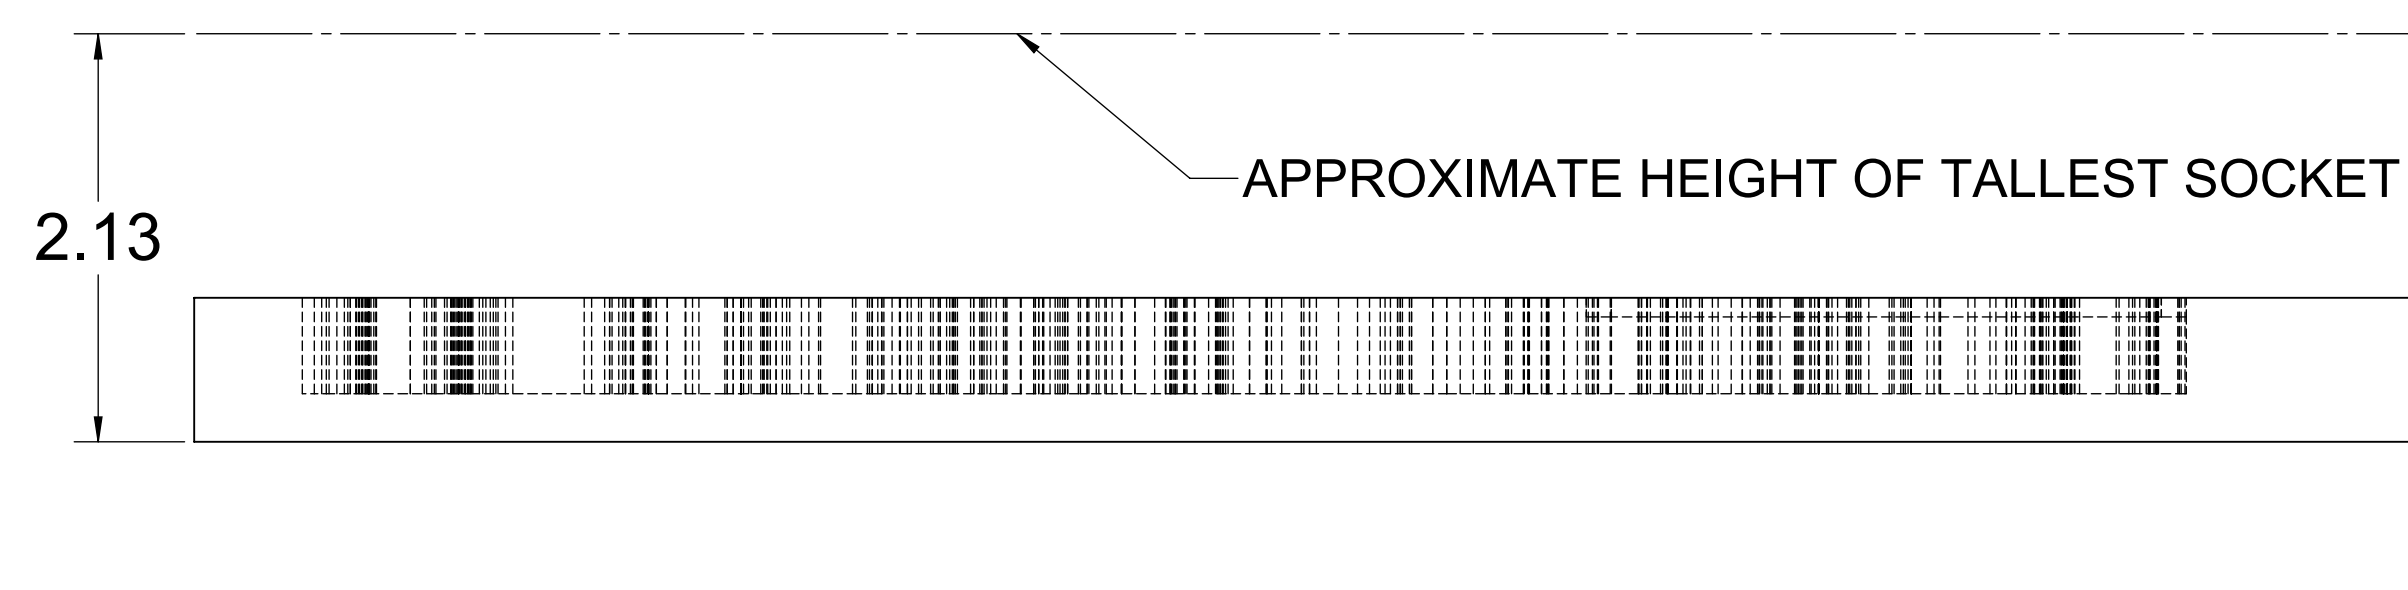 APPROXIMATE HEIGHT OF TALLEST SOCKET
2.13